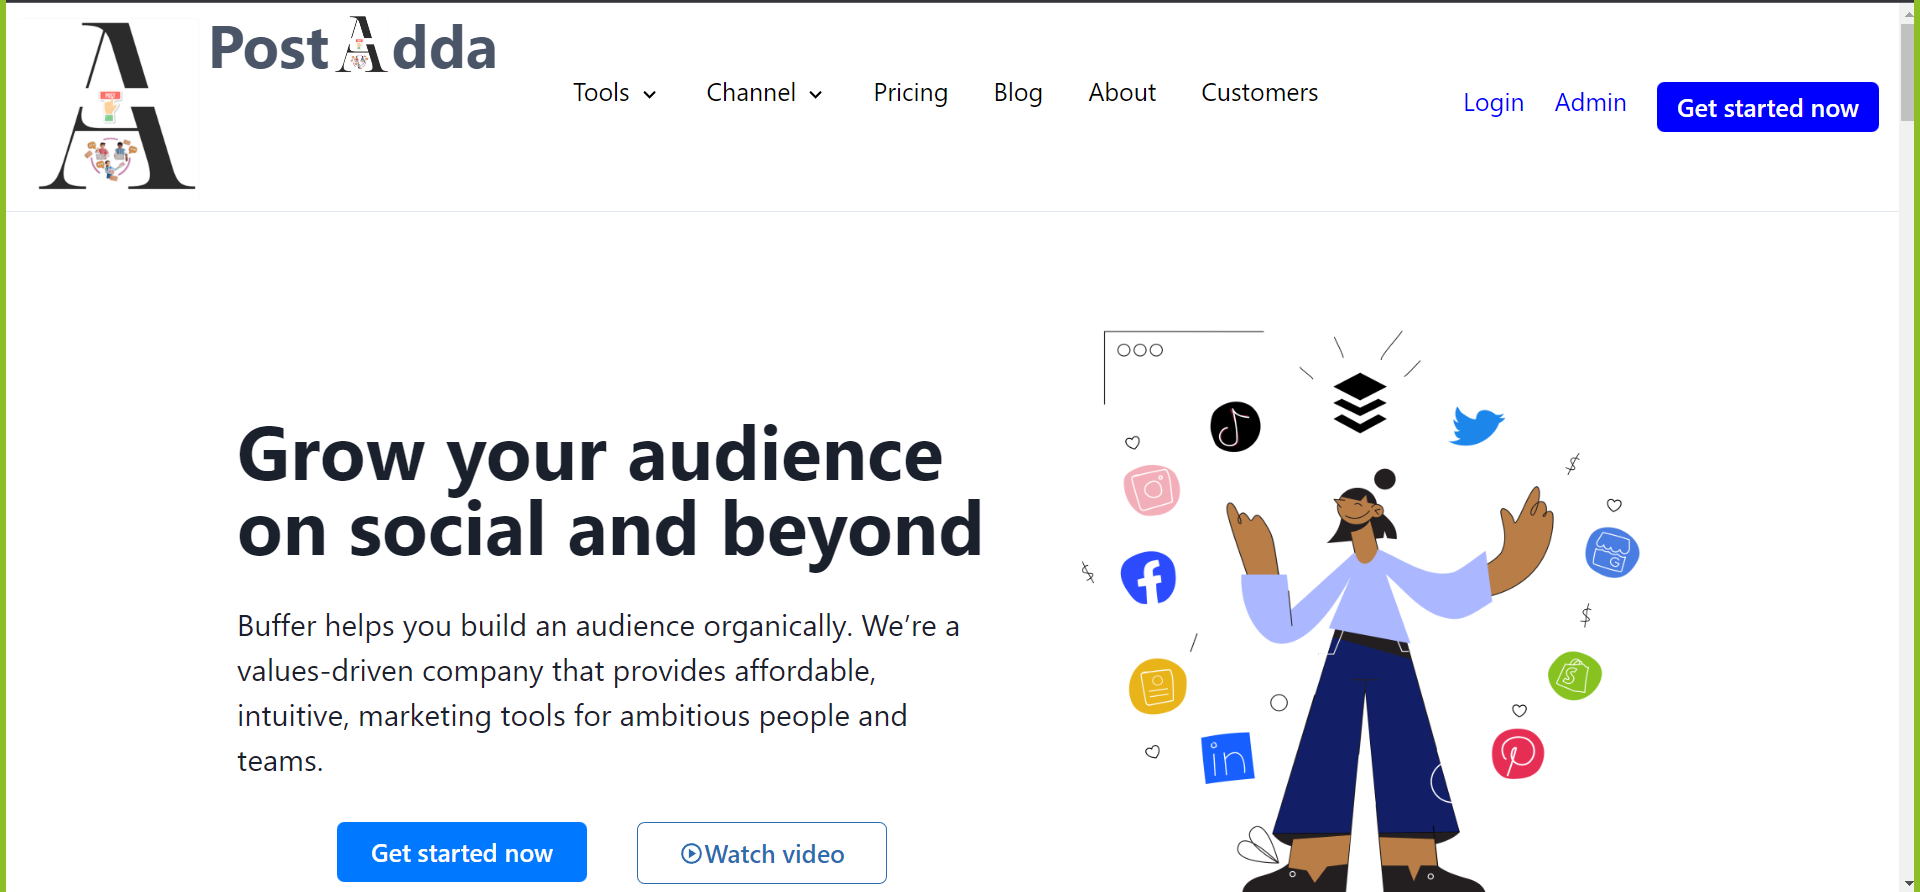 Post Adda
Tools
Channel
Pricing
Blog
About
Customers
Login
Admin
Get started now
Grow your audience
on social and beyond
Buffer helps you build an audience organically. We’re a
values-driven company that provides affordable,
intuitive, marketing tools for ambitious people and
teams.
Get started now
Watch video
in